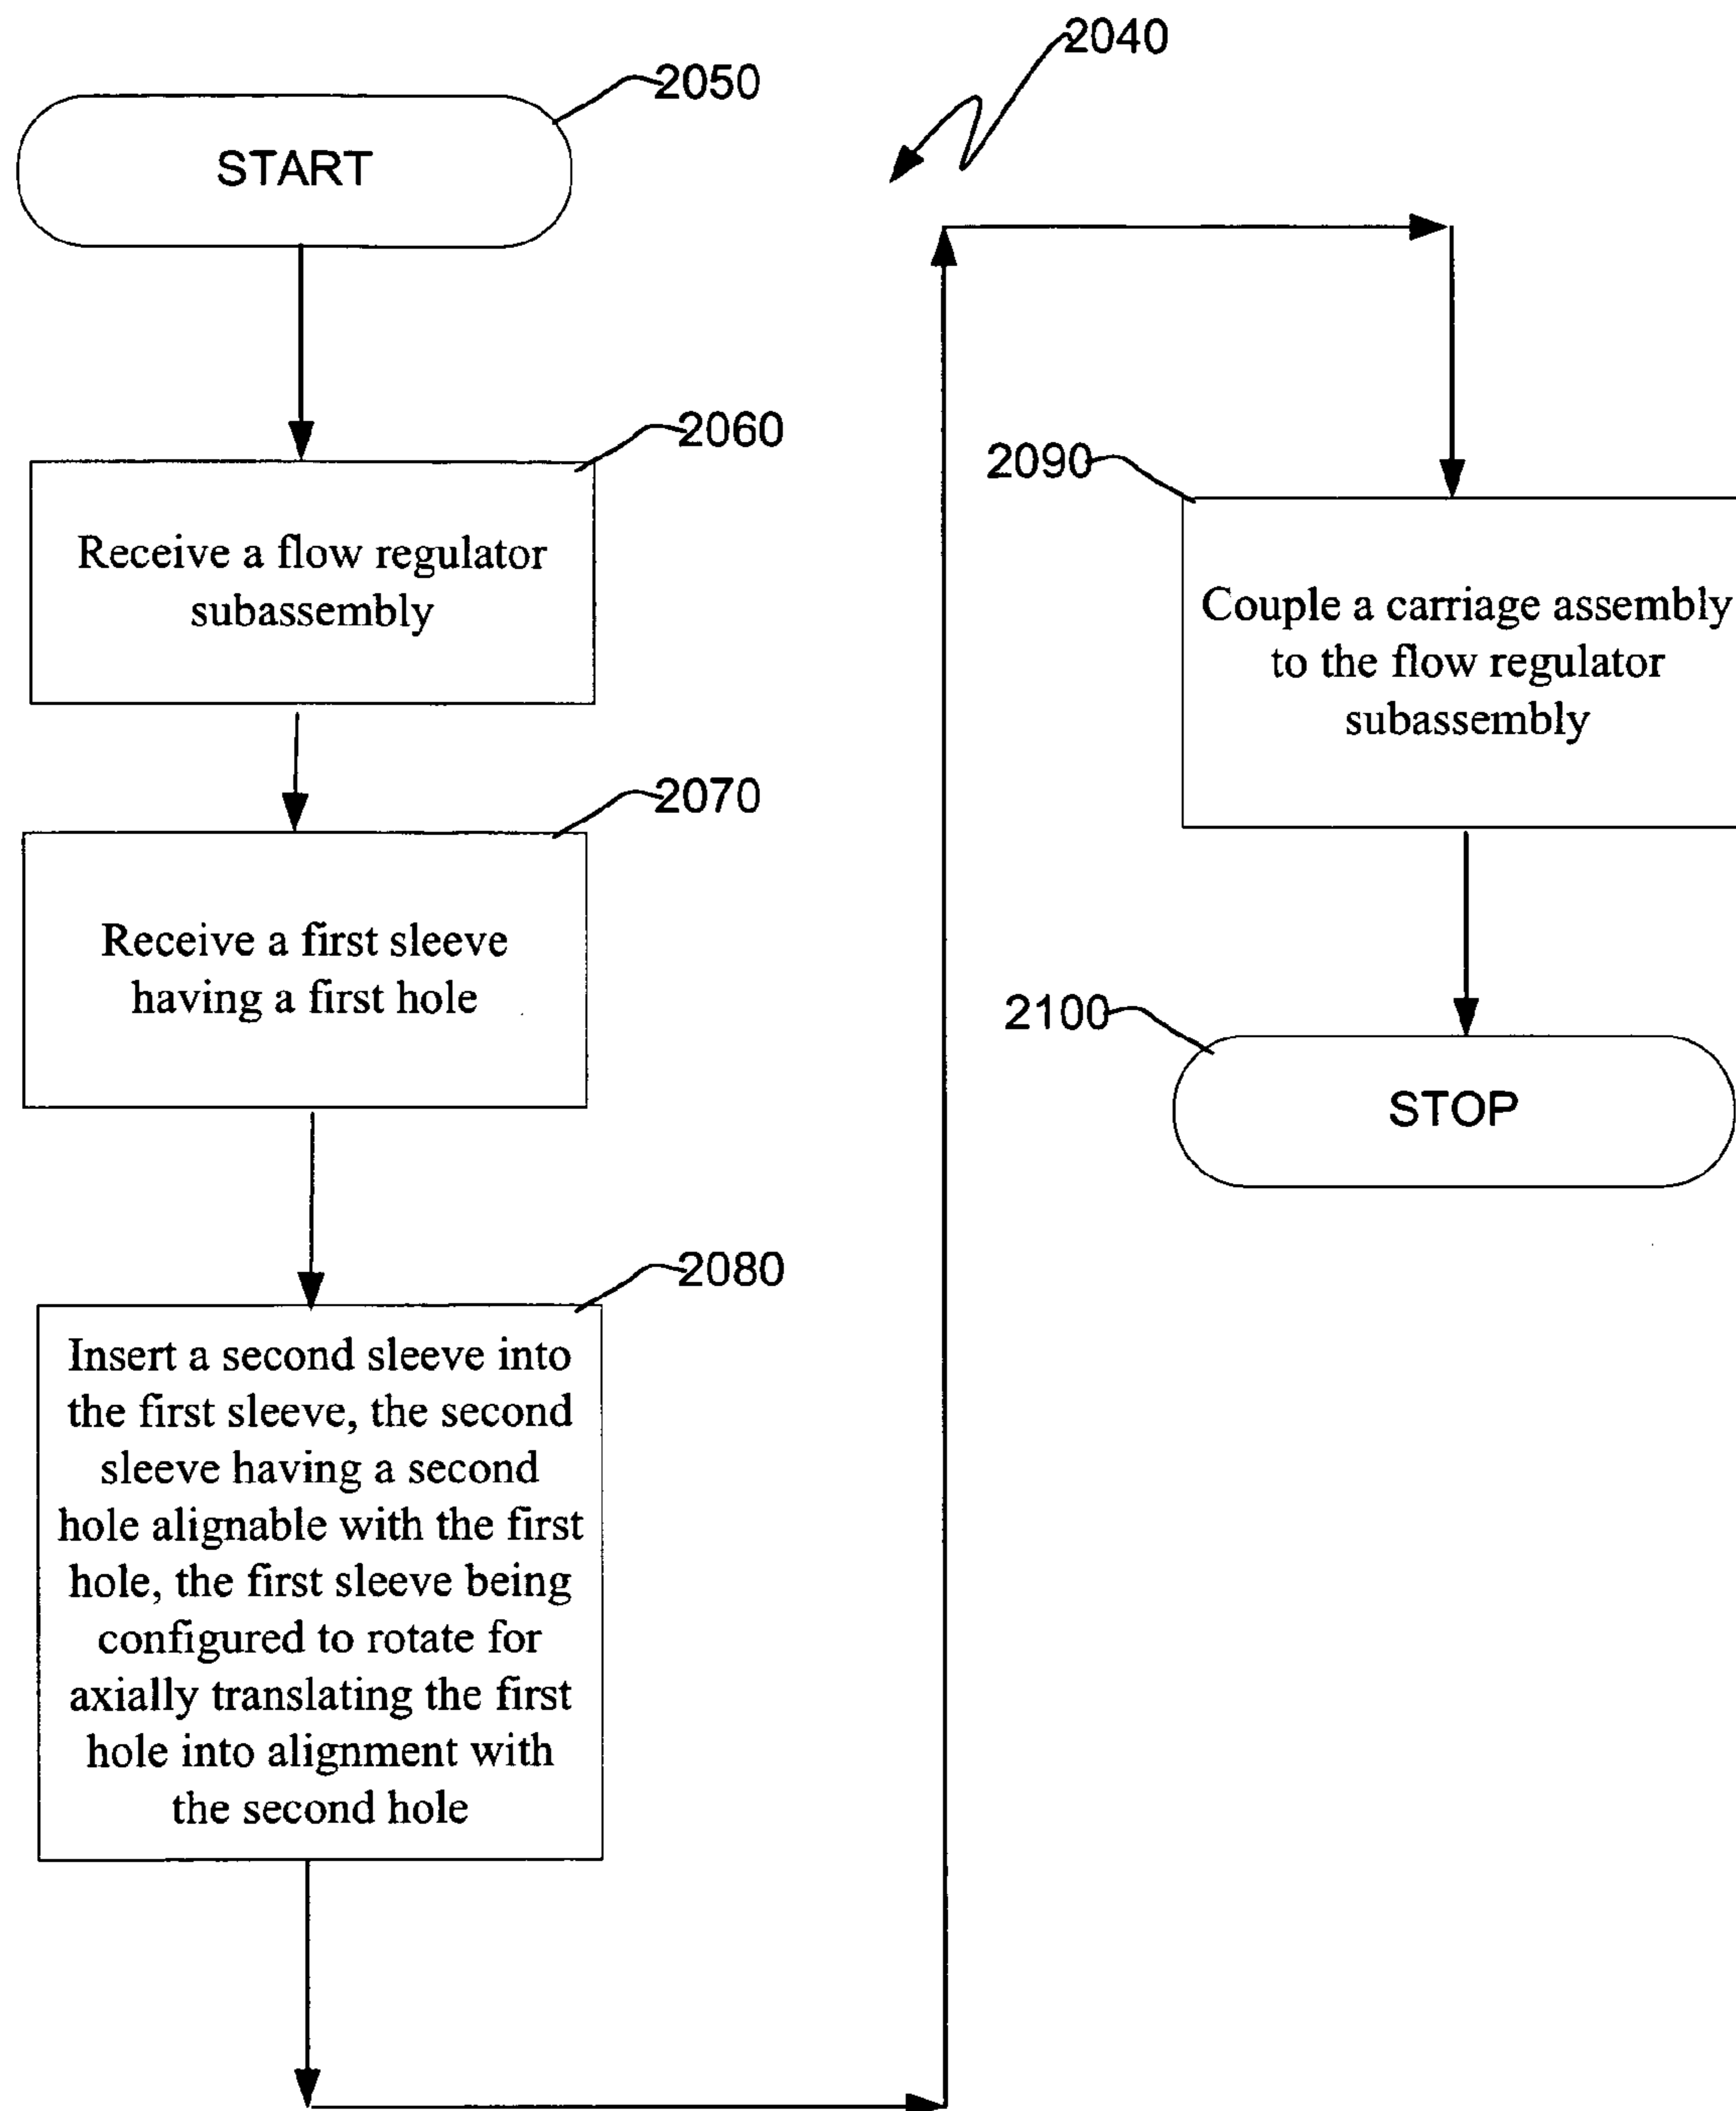 2040
2050
START
2060
Receive a flow regulator
subassembly
2070
Receive a first sleeve
having a first hole
2080
Insert a second sleeve into
the first sleeve, the second
sleeve having a second
hole alignable with the first
hole, the first sleeve being
configured to rotate for
axially translating the first
hole into alignment with
the second hole
2090
Couple a carriage assembly
to the flow regulator
subassembly
2100
STOP